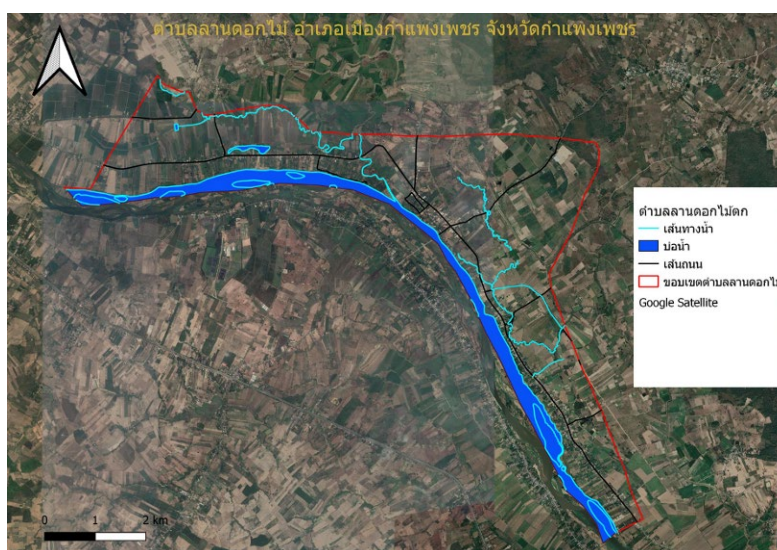 ตำบลลานดอกไม้ อำเภอเมืองกำแพงเพชร จังหวัดกำแพงเพชร
ตำบลลานดอกไม้ตก
เส้นทางน้ำ
บ่อน้ำ
เส้นถนน
ขอบเขตตำบลลานดอกไม
Google Satellite
0 1 2 km